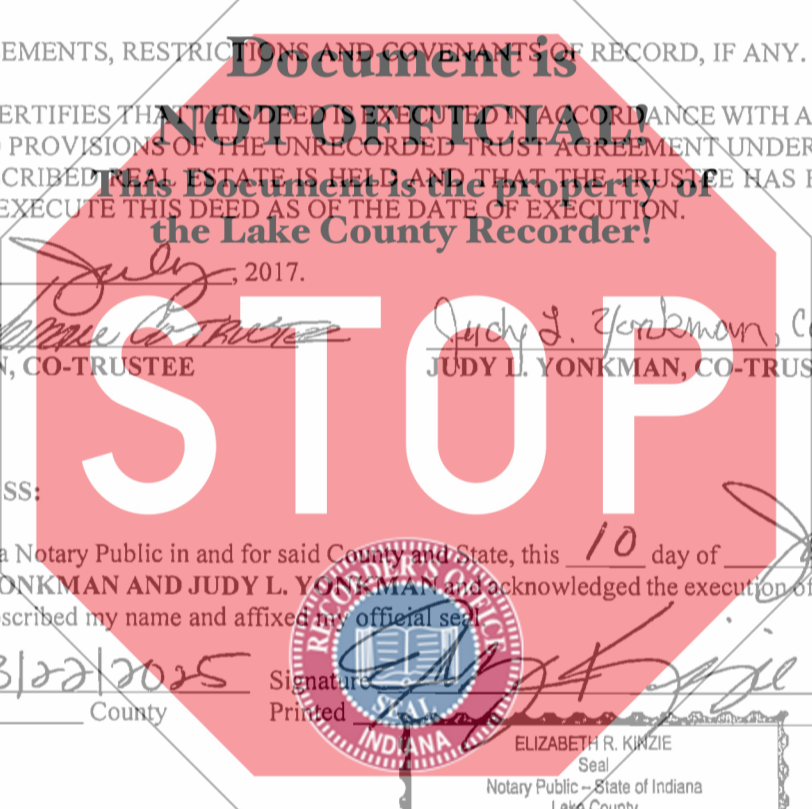 EMENTS, RESTRICTIONS AND COVENANTS OF RECORD, IF ANY.
Document is
ERTIFIES THAT THIS DEED IS EXECUTED IN ACCORDANCE WITH A
NOT OFFICIAL!
PROVISIONS OF THE UNRECORDED TRUST AGREEMENT UNDER
CRIBED REAL ESTATE IS HELD AND THAT THE TRUSTEE HAS
This Document is the property of
EXECUTE THIS DEED AS OF THE DATE OF EXECUTION.
the Lake County Recorder!
July, 2017.
Co-TRUSTEE Judy L. Yonkman, Co
N, CO-TRUSTEE JUDY L. YONKMAN, CO-TRUS
STOP
SS:
a Notary Public in and for said County and State, this 10 day of
ONKMAN AND JUDY L. YONKMAN and acknowledged the execution of
scribed my name and affixed my official seal
RECORDER'S OFFICE
3/22/2025 Signature
SEAL
County Printed
INDIANA
ELIZABETH R. KINZIE
Seal
Notary Public – State of Indiana
Lake County